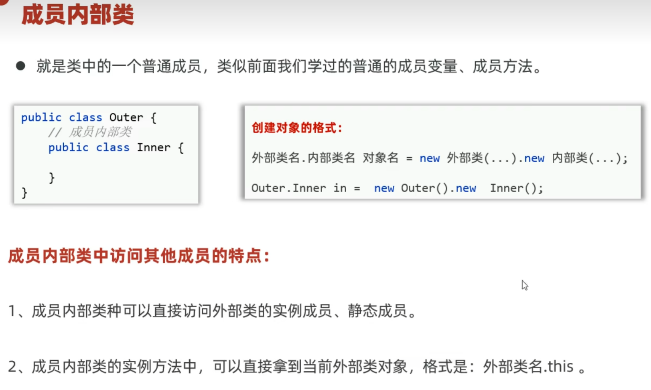 成员内部类
● 就是类中的一个普通成员，类似前面我们学过的普通的成员变量、成员方法。
public class Outer {
// 成员内部类
public class Inner {
}
}
创建对象的格式：
外部类名.内部类名 对象名 = new 外部类(...).new 内部类(...);
Outer.Inner in = new Outer().new Inner();
成员内部类中访问其他成员的特点：
1、成员内部类种可以直接访问外部类的实例成员、静态成员。
2、成员内部类的实例方法中，可以直接拿到当前外部类对象，格式是：外部类名.this 。